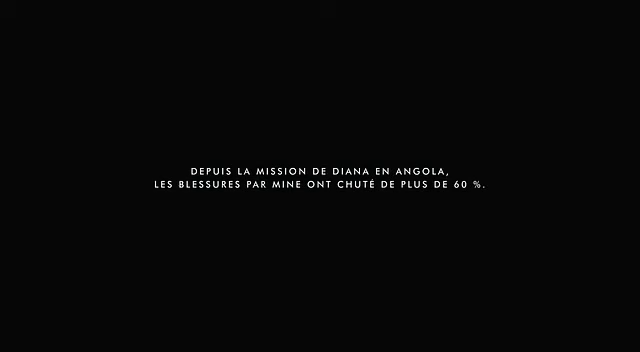 DEPUIS LA MISSION DE DIANA EN ANGOLA,
LES BLESSURES PAR MINE ONT CHUTÉ DE PLUS DE 60 %.